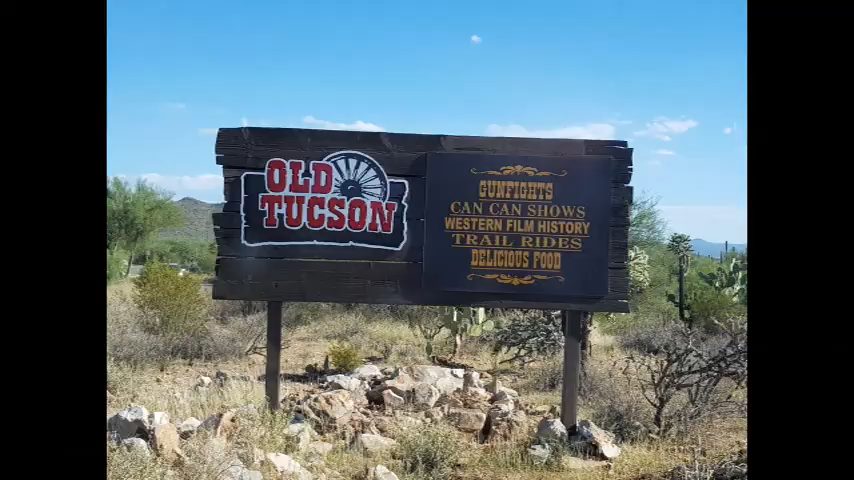 OLD
TUCSON
GUNFIGHTS
CAN CAN SHOWS
WESTERN FILM HISTORY
TRAIL RIDES
DELICIOUS FOOD